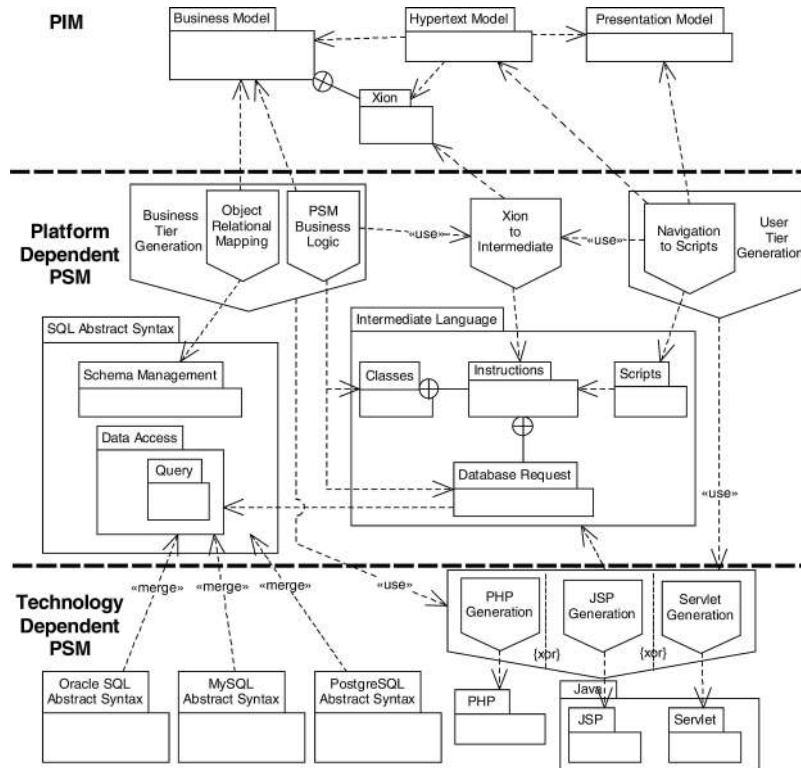 PIM
Business Model
Hypertext Model
Presentation Model
Xion
Platform
Dependent
PSM
Business
Tier
Generation
Object
Relational
Mapping
PSM
Business
Logic
«use»
Xion
to
Intermediate
«use»
Navigation
to Scripts
User
Tier
Generation
SQL Abstract Syntax
Schema Management
Data Access
Query
Intermediate Language
Classes
Instructions
Scripts
Database Request
«use»
Technology
Dependent
PSM
«merge»
«merge»
«merge»
«use»
PHP
Generation
{xor}
JSP
Generation
{xor}
Servlet
Generation
Oracle SQL
Abstract Syntax
MySQL
Abstract Syntax
PostgreSQL
Abstract Syntax
PHP
Java
JSP
Servlet